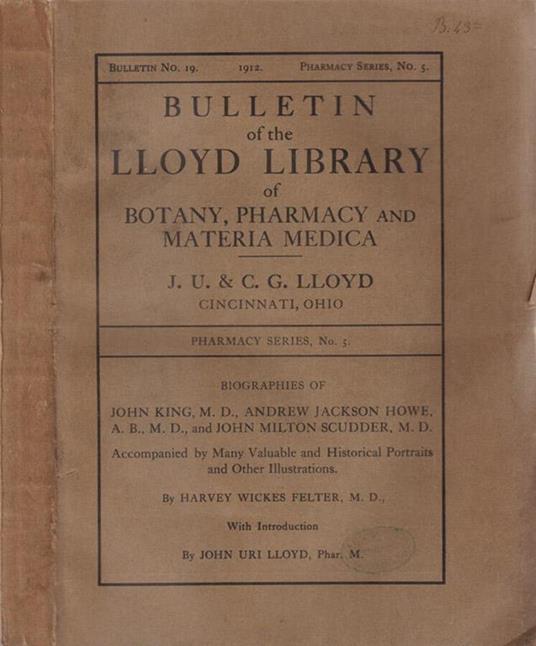 B. 43=
BULLETIN NO. 19. 1912. PHARMACY SERIES, NO. 5.
BULLETIN
of the
LLOYD LIBRARY
of
BOTANY, PHARMACY AND
MATERIA MEDICA
J. U. & C. G. LLOYD
CINCINNATI, OHIO
PHARMACY SERIES, No. 5.
BIOGRAPHIES OF
JOHN KING, M. D., ANDREW JACKSON HOWE,
A. B., M. D., and JOHN MILTON SCUDDER, M. D.
Accompanied by Many Valuable and Historical Portraits
and Other Illustrations.
By HARVEY WICKES FELTER, M. D.,
With Introduction
By JOHN URI LLOYD, Phar. M.